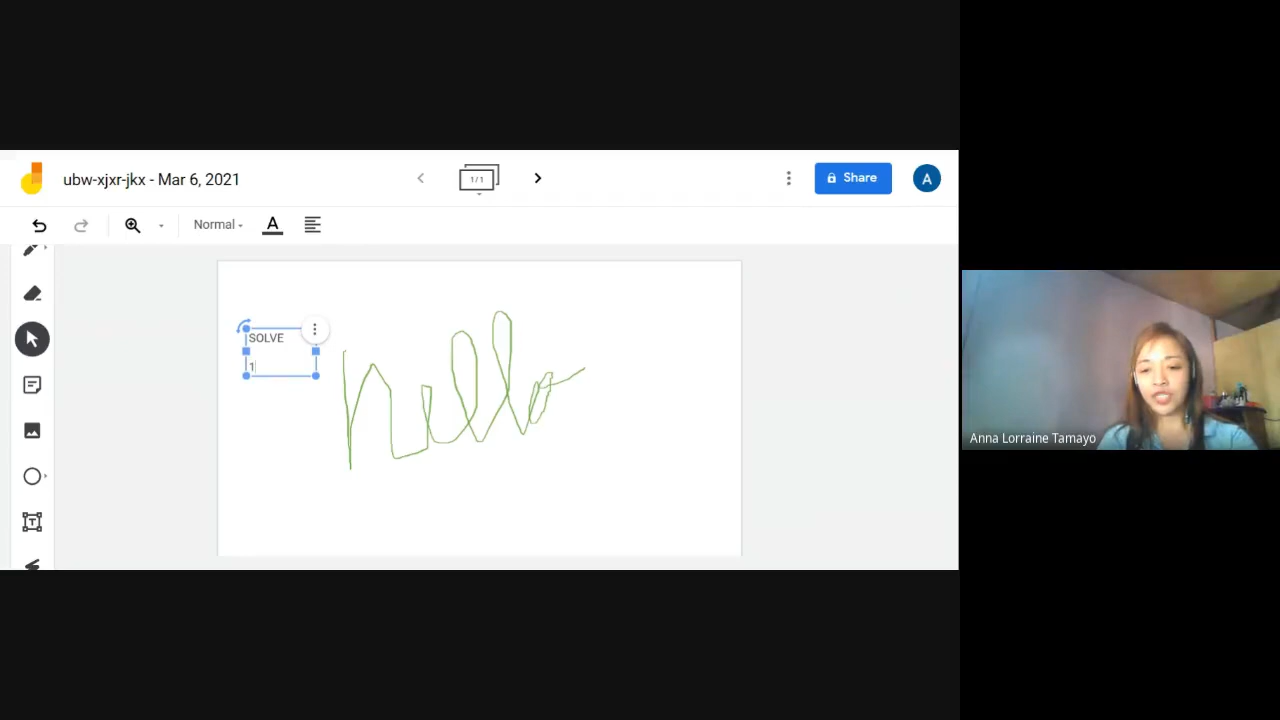 ubw-xjxr-jkx - Mar 6, 2021
1/1
Share
A
Normal
A
SOLVE
1
hello
T
Anna Lorraine Tamayo